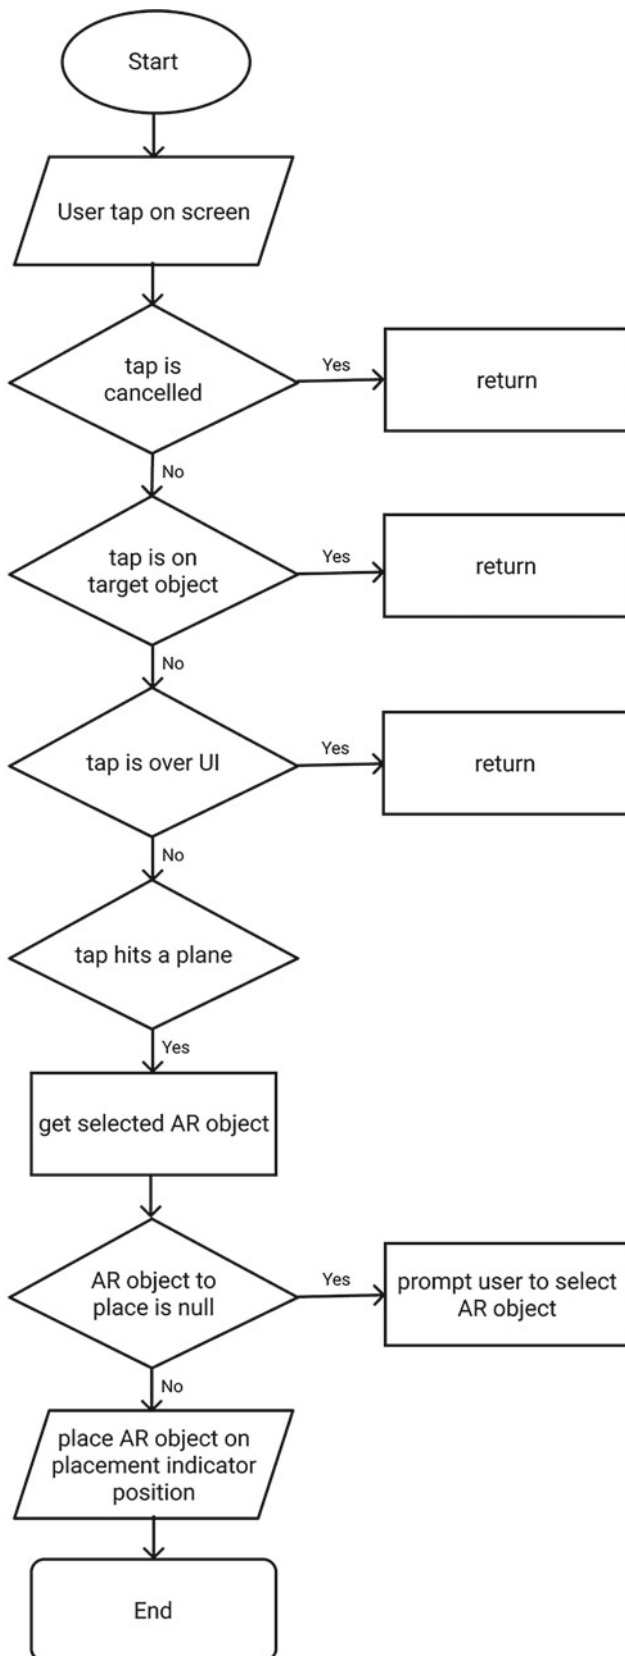 Start
User tap on screen
tap is
cancelled
Yes
return
No
tap is on
target object
Yes
return
No
tap is over UI
Yes
return
No
tap hits a plane
Yes
get selected AR object
AR object to
place is null
Yes
prompt user to select
AR object
No
place AR object on
placement indicator
position
End